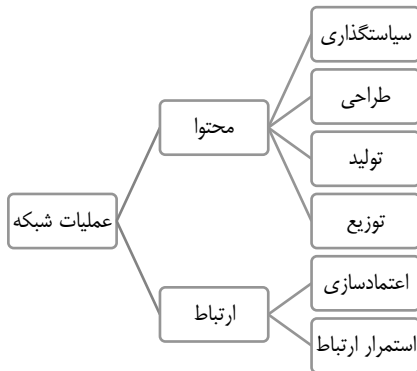 عملیات شبکه
محتوا
سیاستگذاری
طراحی
تولید
توزیع
ارتباط
اعتمادسازی
استمرار ارتباط